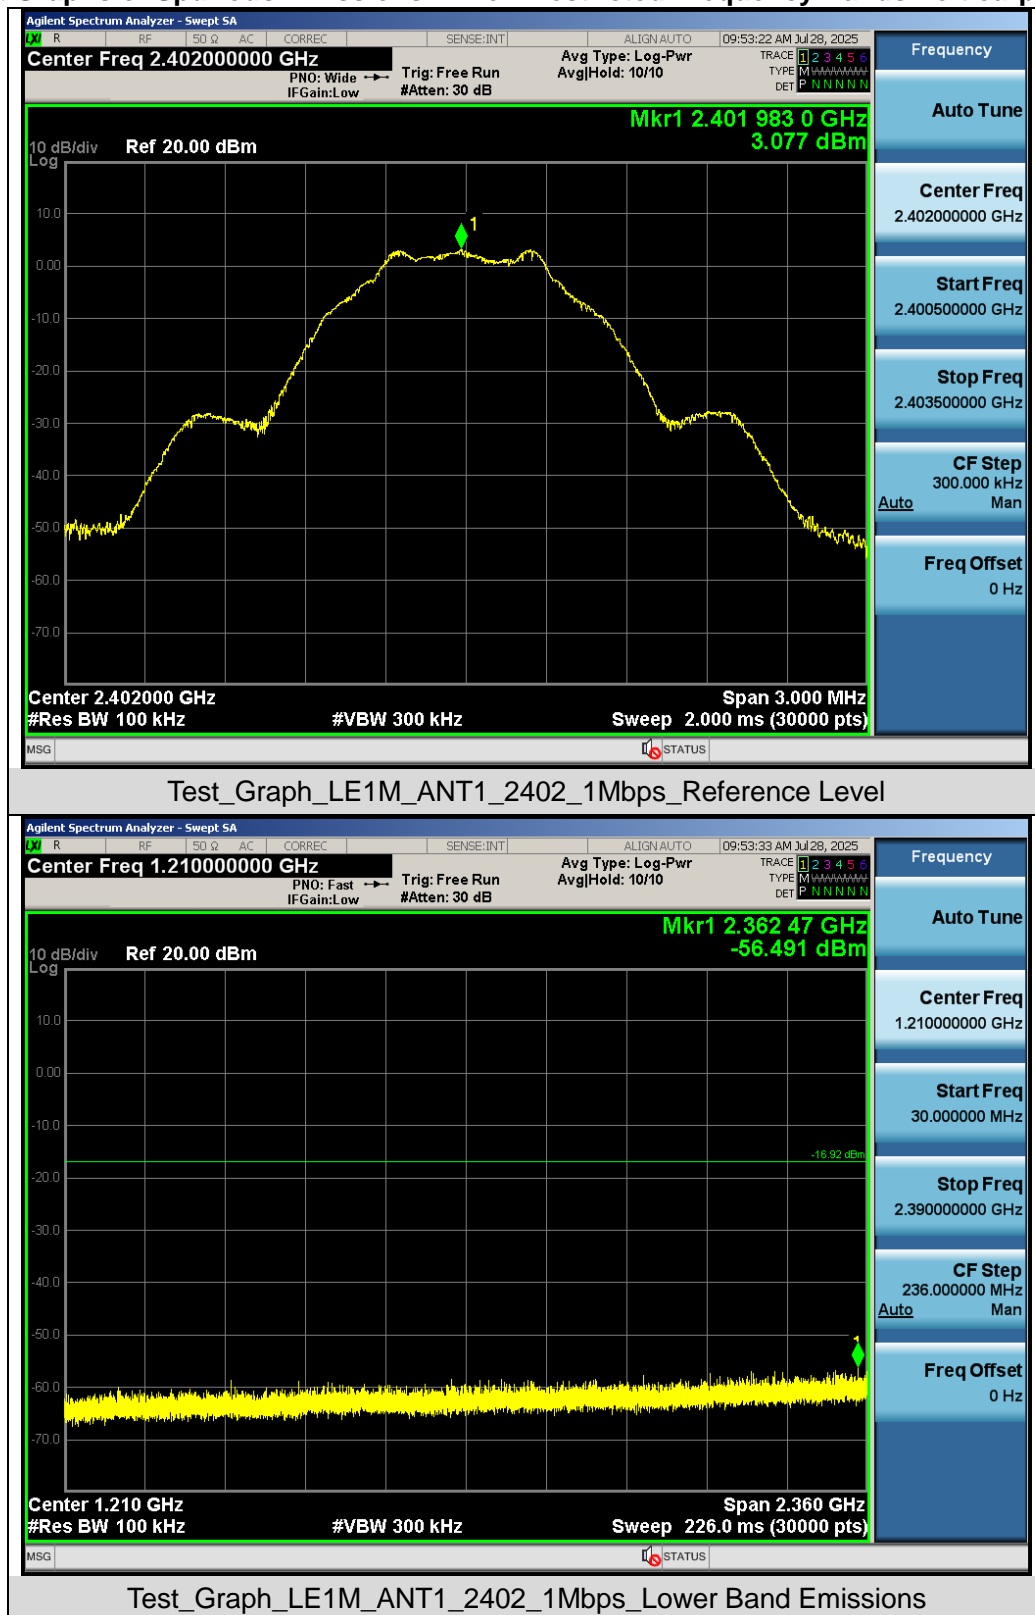 Agilent Spectrum Analyzer - Swept SA
LXI R RF 50 Ω AC CORREC SENSE:INT ALIGN AUTO 09:53:22 AM Jul 28, 2025
Center Freq 2.402000000 GHz
PNO: Wide
IFGain:Low
Trig: Free Run
#Atten: 30 dB
Avg Type: Log-Pwr
Avg|Hold: 10/10
TRACE 1 2 3 4 5 6
TYPE M WWWWW
DET P N N N N N
Mkr1 2.401 983 0 GHz
3.077 dBm
10 dB/div
Log
Ref 20.00 dBm
1
10.0
0.00
-10.0
-20.0
-30.0
-40.0
-50.0
-60.0
-70.0
Center 2.402000 GHz
Span 3.000 MHz
#Res BW 100 kHz
#VBW 300 kHz
Sweep 2.000 ms (30000 pts)
MSG
STATUS
Frequency
Auto Tune
Center Freq
2.402000000 GHz
Start Freq
2.400500000 GHz
Stop Freq
2.403500000 GHz
CF Step
300.000 kHz
Auto Man
Freq Offset
0 Hz
Test_Graph_LE1M_ANT1_2402_1Mbps_Reference Level
Agilent Spectrum Analyzer - Swept SA
LXI R RF 50 Ω AC CORREC SENSE:INT ALIGN AUTO 09:53:33 AM Jul 28, 2025
Center Freq 1.210000000 GHz
PNO: Fast
IFGain:Low
Trig: Free Run
#Atten: 30 dB
Avg Type: Log-Pwr
Avg|Hold: 10/10
TRACE 1 2 3 4 5 6
TYPE M WWWWW
DET P N N N N N
Mkr1 2.362 47 GHz
-56.491 dBm
10 dB/div
Log
Ref 20.00 dBm
10.0
0.00
-10.0
-16.92 dBm
-20.0
-30.0
-40.0
-50.0
1
-60.0
-70.0
Center 1.210 GHz
Span 2.360 GHz
#Res BW 100 kHz
#VBW 300 kHz
Sweep 226.0 ms (30000 pts)
MSG
STATUS
Frequency
Auto Tune
Center Freq
1.210000000 GHz
Start Freq
30.000000 MHz
Stop Freq
2.390000000 GHz
CF Step
236.000000 MHz
Auto Man
Freq Offset
0 Hz
Test_Graph_LE1M_ANT1_2402_1Mbps_Lower Band Emissions